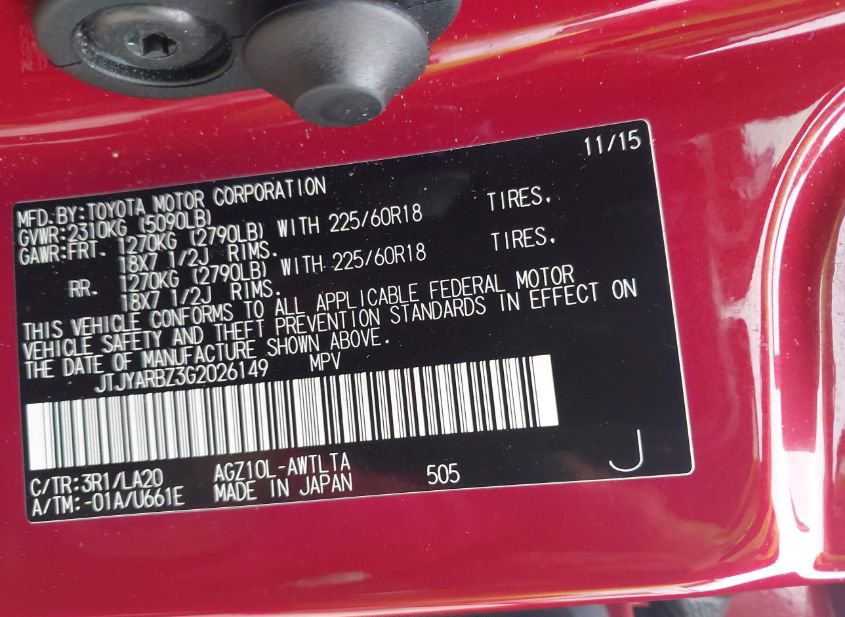 11/15
MFD.BY:TOYOTA MOTOR CORPORATION
GVWR:2310KG (5090LB)
GAWR:FRT. 1270KG (2790LB) WITH 225/60R18 TIRES.
18X7 1/2J RIMS.
RR. 1270KG (2790LB) WITH 225/60R18 TIRES.
18X7 1/2J RIMS.
THIS VEHICLE CONFORMS TO ALL APPLICABLE FEDERAL MOTOR
VEHICLE SAFETY AND THEFT PREVENTION STANDARDS IN EFFECT ON
THE DATE OF MANUFACTURE SHOWN ABOVE.
JTJYARBZ3G2026149 MPV
C/TR:3R1/LA20 AGZ10L-AWTLTA 505 J
A/TM:-01A/U661E MADE IN JAPAN